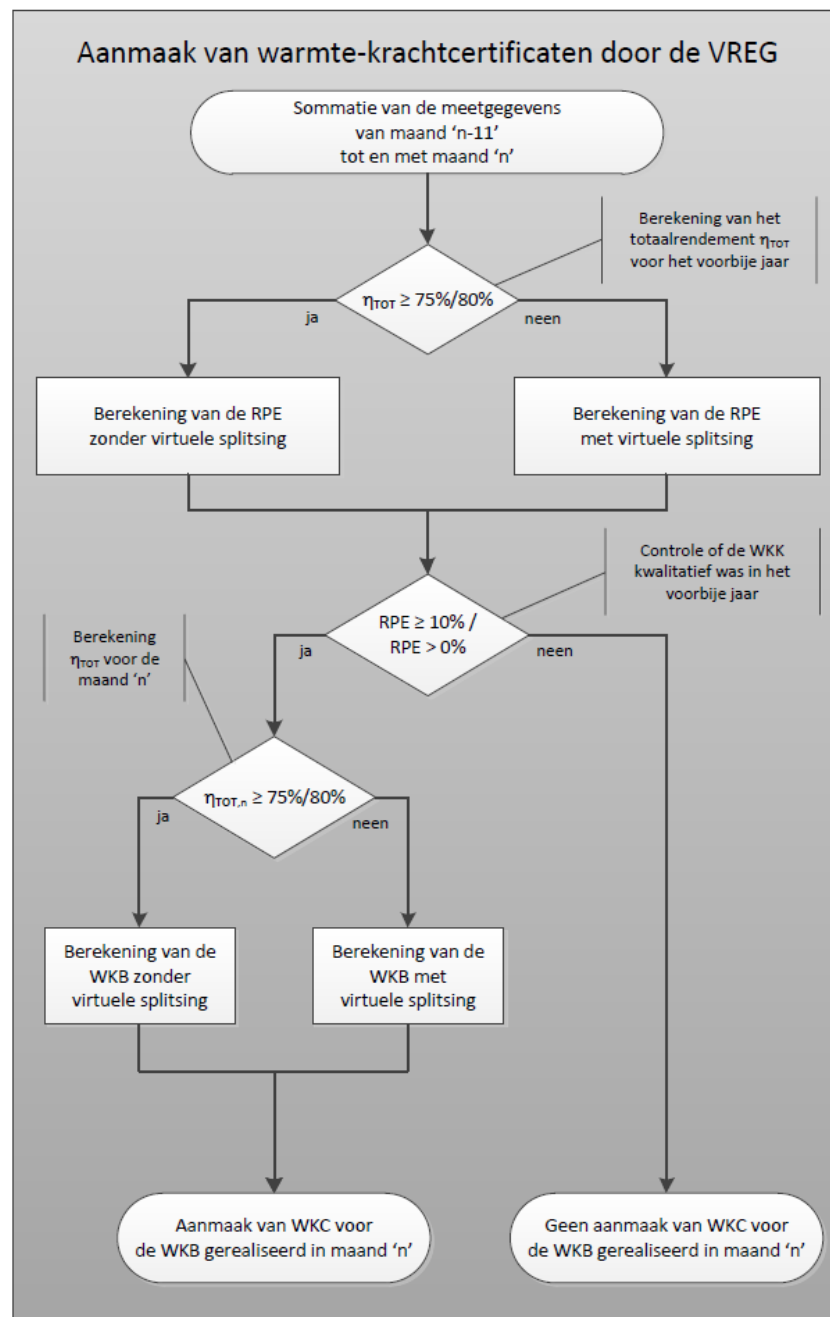 Aanmaak van warmte-krachtcertificaten door de VREG
Sommatie van de meetgegevens
van maand ‘n-11’
tot en met maand ‘n’
Berekening van het
totaalrendement ηTOT
voor het voorbije jaar
ηTOT ≥ 75%/80%
ja
neen
Berekening van de RPE
zonder virtuele splitsing
Berekening van de RPE
met virtuele splitsing
Controle of de WKK
kwalitatief was in het
voorbije jaar
RPE ≥ 10% /
RPE > 0%
ja
neen
Berekening
ηTOT voor de
maand ‘n’
ηTOT,n ≥ 75%/80%
ja
neen
Berekening van de
WKB zonder
virtuele splitsing
Berekening van de
WKB met
virtuele splitsing
Aanmaak van WKC voor
de WKB gerealiseerd in maand ‘n’
Geen aanmaak van WKC voor
de WKB gerealiseerd in maand ‘n’